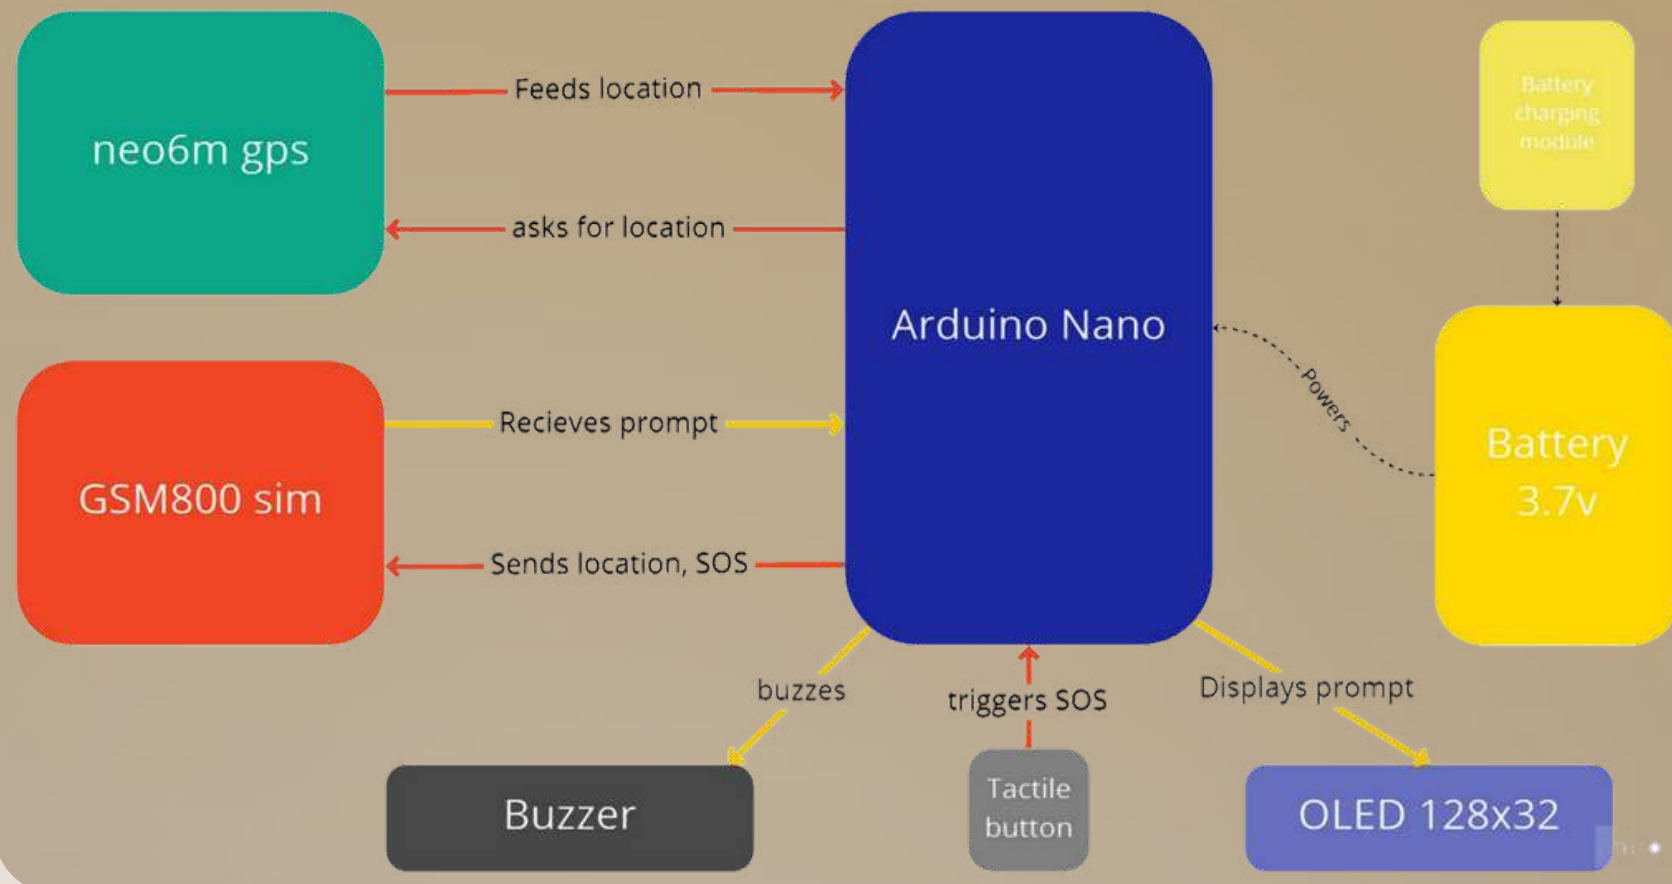 neo6m gps
Feeds location
asks for location
Arduino Nano
Battery
charging
module
GSM800 sim
Recieves prompt
Sends location, SOS
Powers
Battery
3.7v
buzzes
triggers SOS
Displays prompt
Buzzer
Tactile
button
OLED 128x32